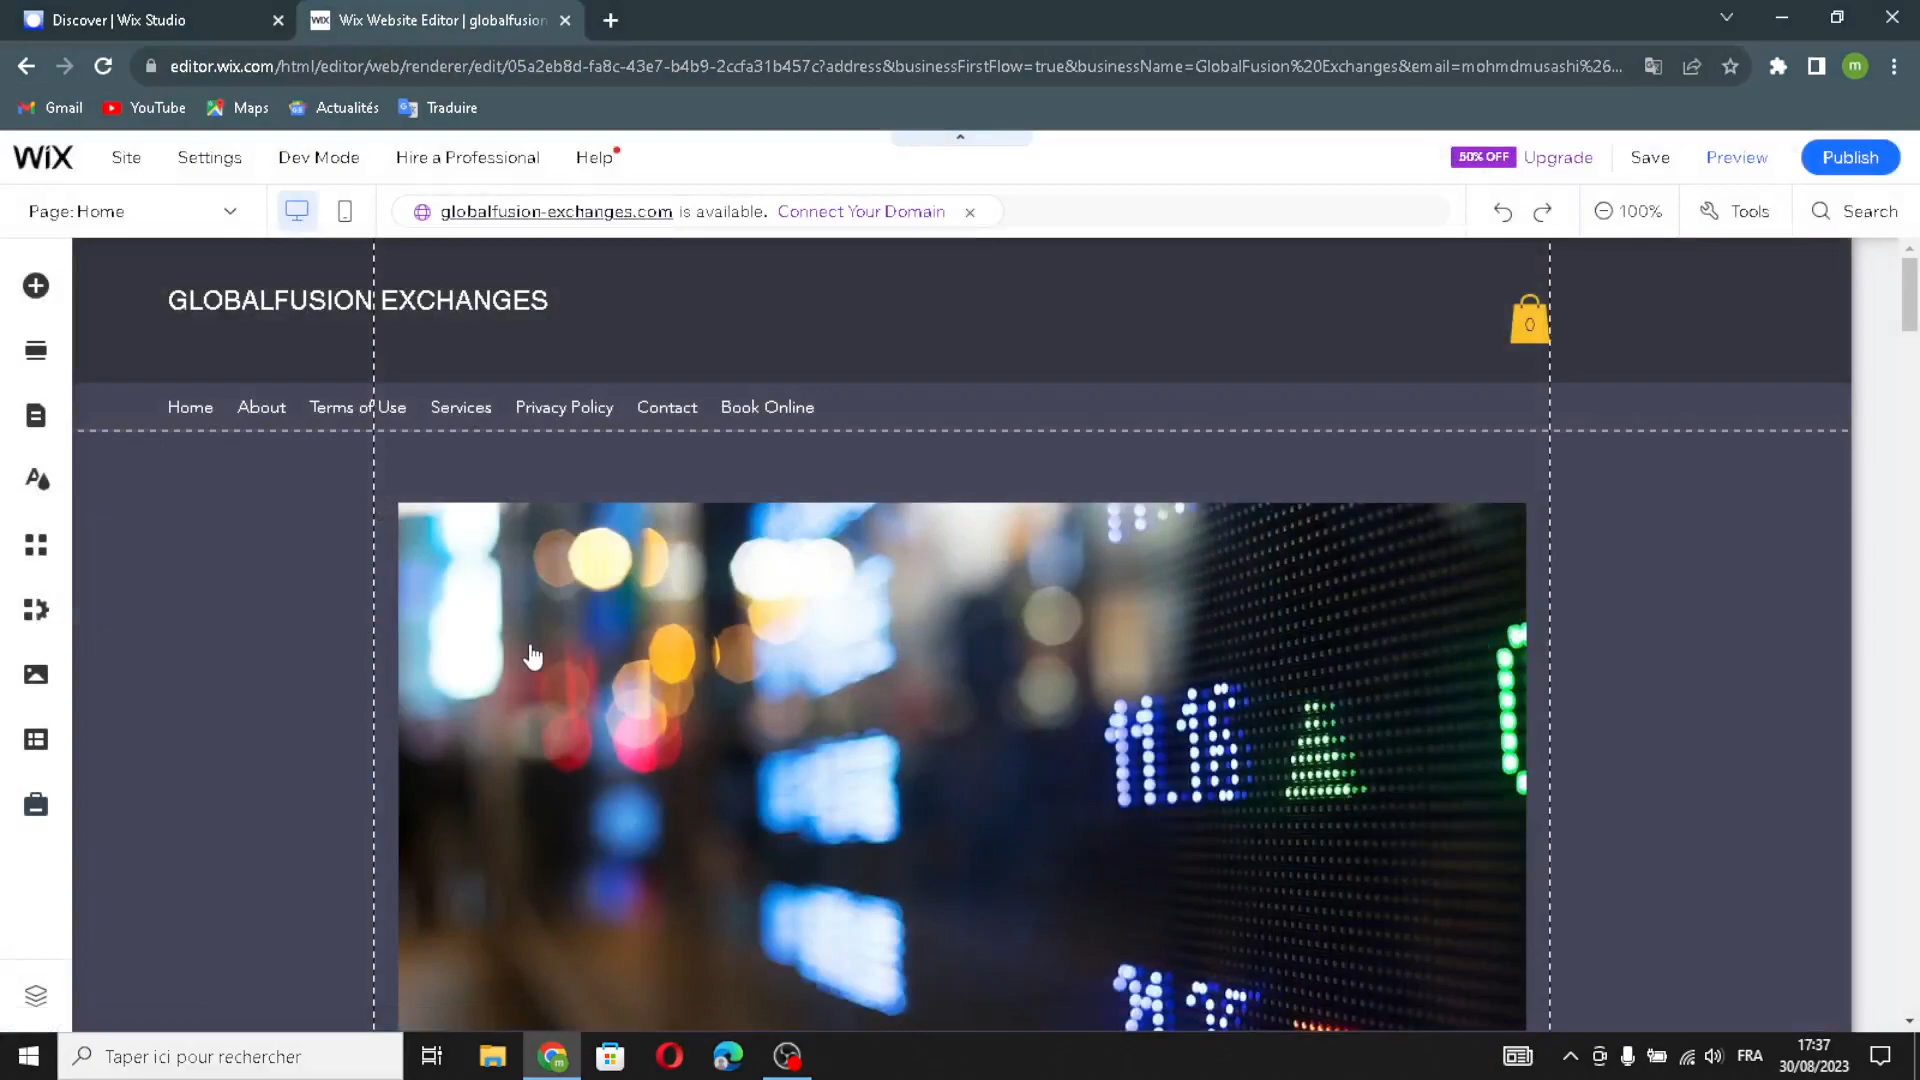 Discover | Wix Studio
WIX Wix Website Editor | globalfusion
editor.wix.com/html/editor/web/renderer/edit/05a2eb8d-fa8c-43e7-b4b9-2ccfa31b457c?address&businessFirstFlow=true&businessName=GlobalFusion%20Exchanges&email=mohmdmusashi%26... m
Gmail YouTube Maps Actualités Traduire
WiX Site Settings Dev Mode Hire a Professional Help 50% OFF Upgrade Save Preview Publish
Page: Home globalfusion-exchanges.com is available. Connect Your Domain 100% Tools Search
GLOBALFUSION EXCHANGES
0
Home About Terms of Use Services Privacy Policy Contact Book Online
11.18
Taper ici pour rechercher
FRA
17:37
30/08/2023